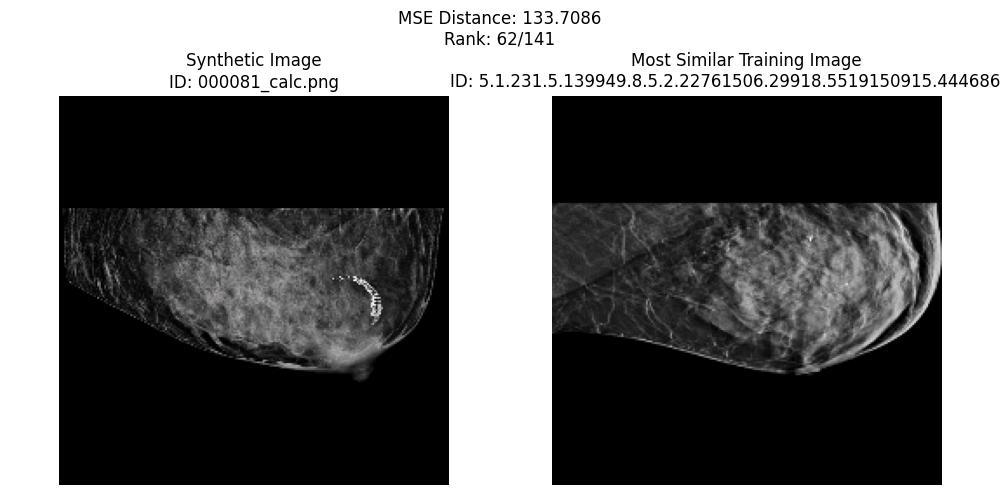 MSE Distance: 133.7086
Rank: 62/141
Synthetic Image
ID: 000081_calc.png
Most Similar Training Image
ID: 5.1.231.5.139949.8.5.2.22761506.29918.5519150915.444686